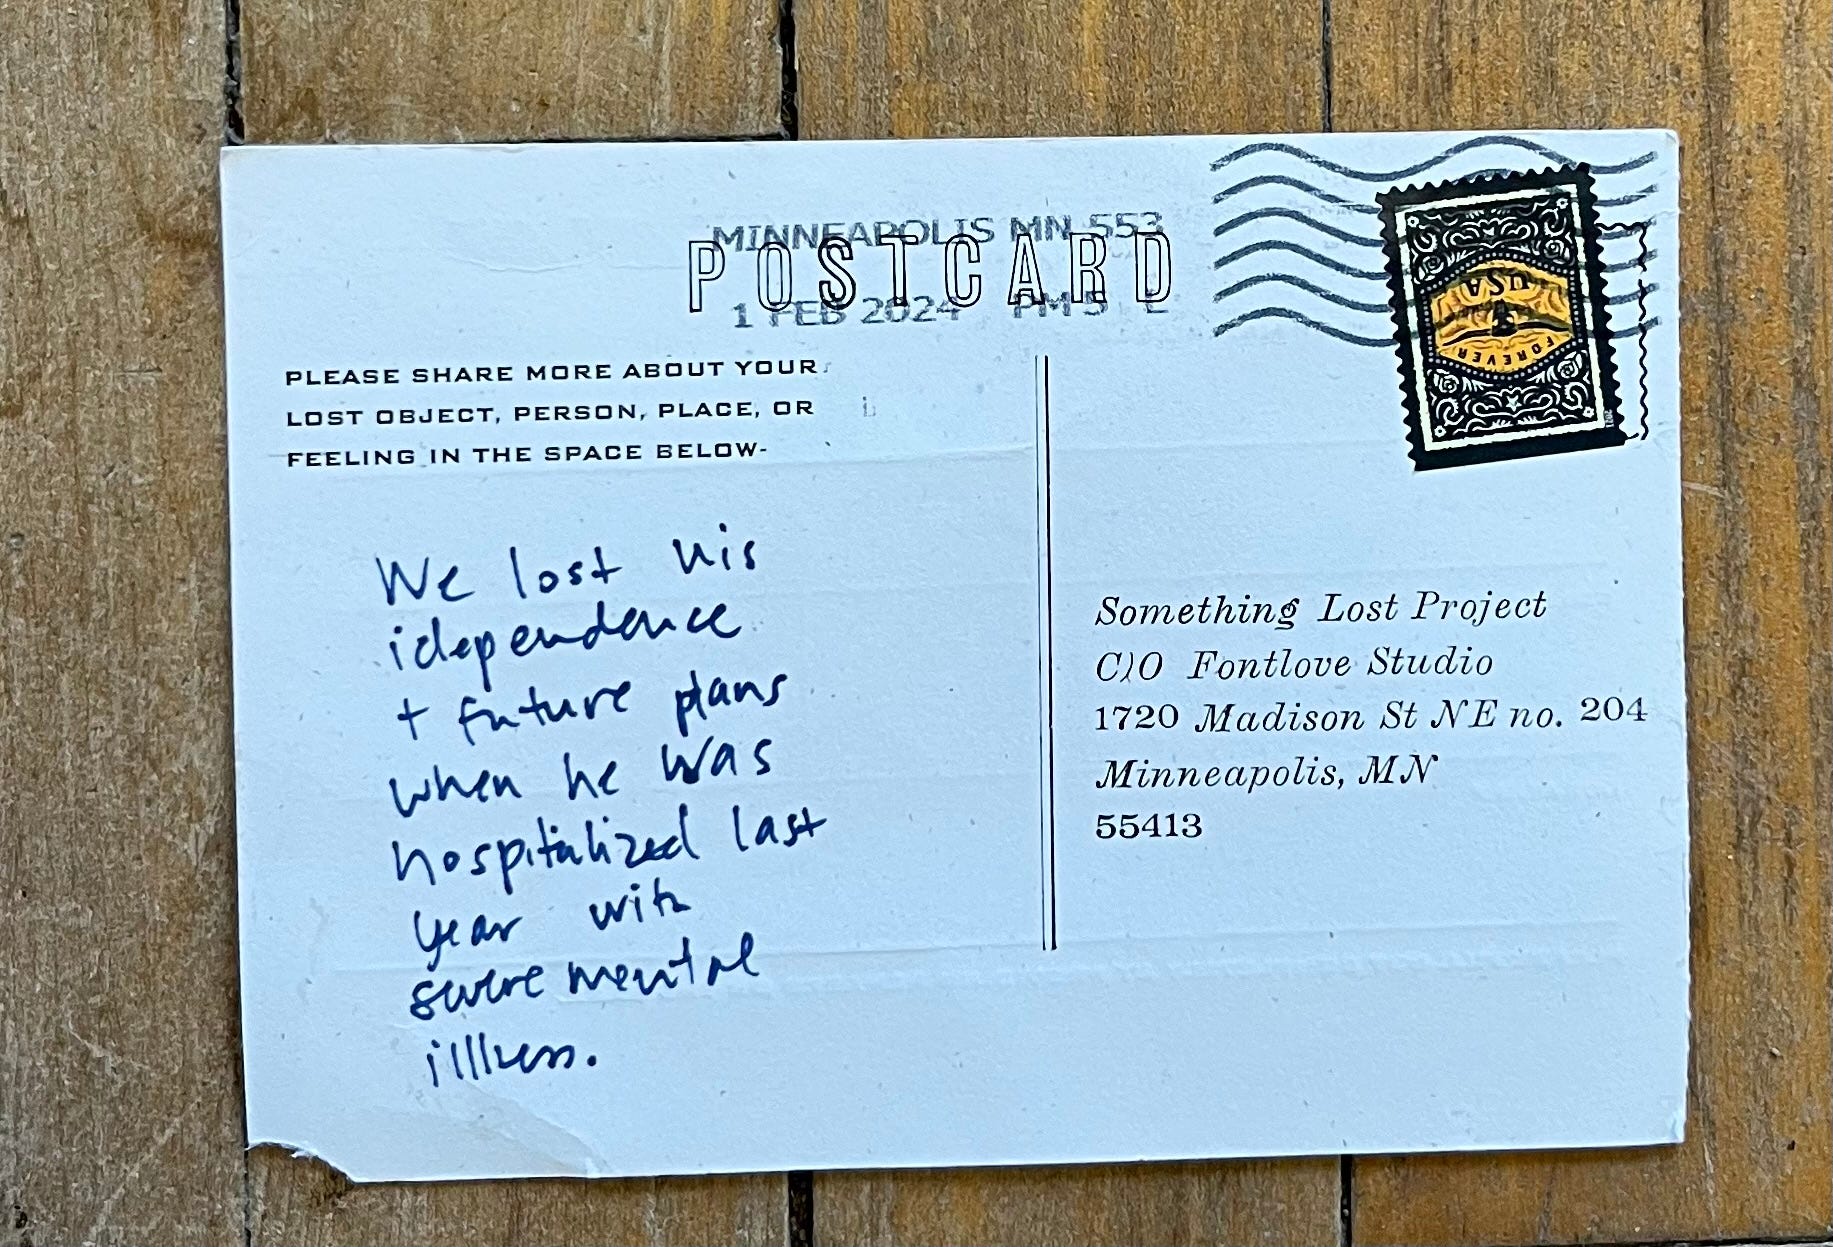 MINNEAPOLIS MN 553
POSTCARD
1 FEB 2024 PM 5 L
USA
FOREVER
2021
PLEASE SHARE MORE ABOUT YOUR
LOST OBJECT, PERSON, PLACE, OR
FEELING IN THE SPACE BELOW-
We lost his
idependence
+ future plans
when he was
hospitalized last
year with
severe mental
illness.
Something Lost Project
C/O Fontlove Studio
1720 Madison St NE no. 204
Minneapolis, MN
55413